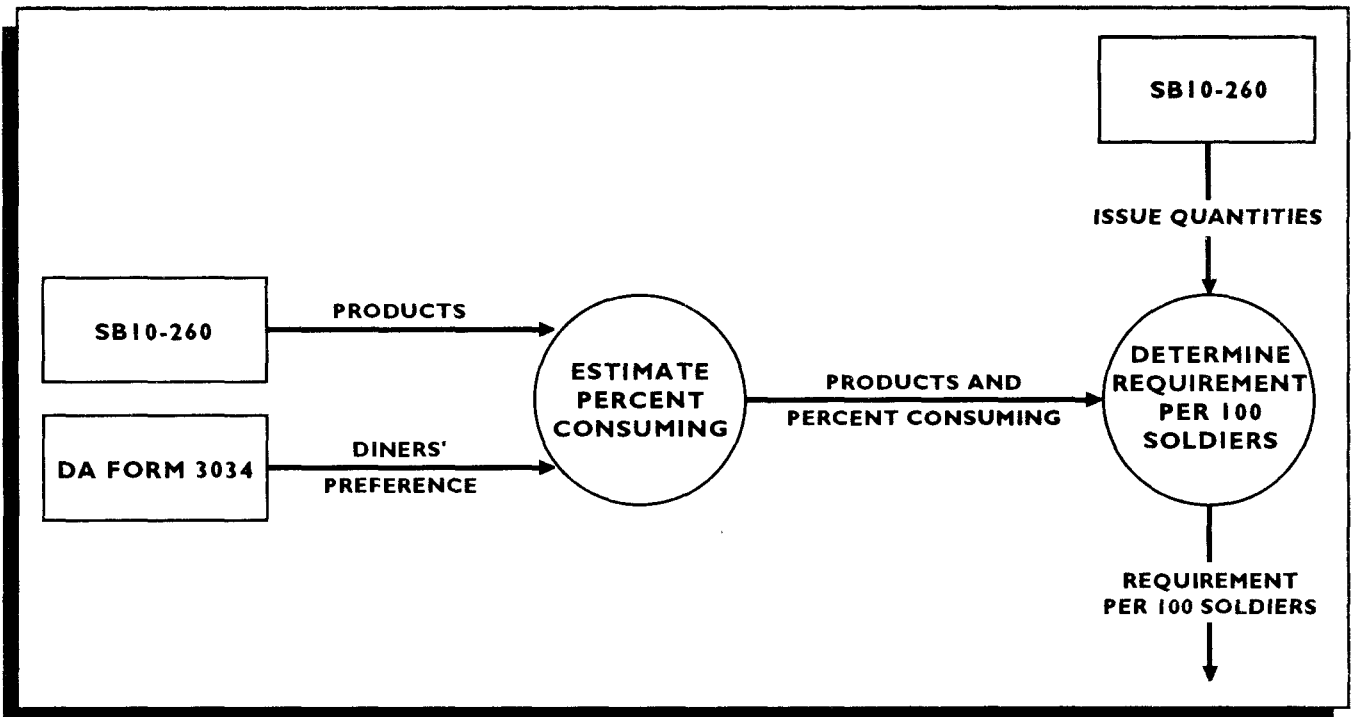 SB10-260
ISSUE QUANTITIES
SB10-260
PRODUCTS
DA FORM 3034
DINERS'
PREFERENCE
ESTIMATE
PERCENT
CONSUMING
PRODUCTS AND
PERCENT CONSUMING
DETERMINE
REQUIREMENT
PER 100
SOLDIERS
REQUIREMENT
PER 100 SOLDIERS